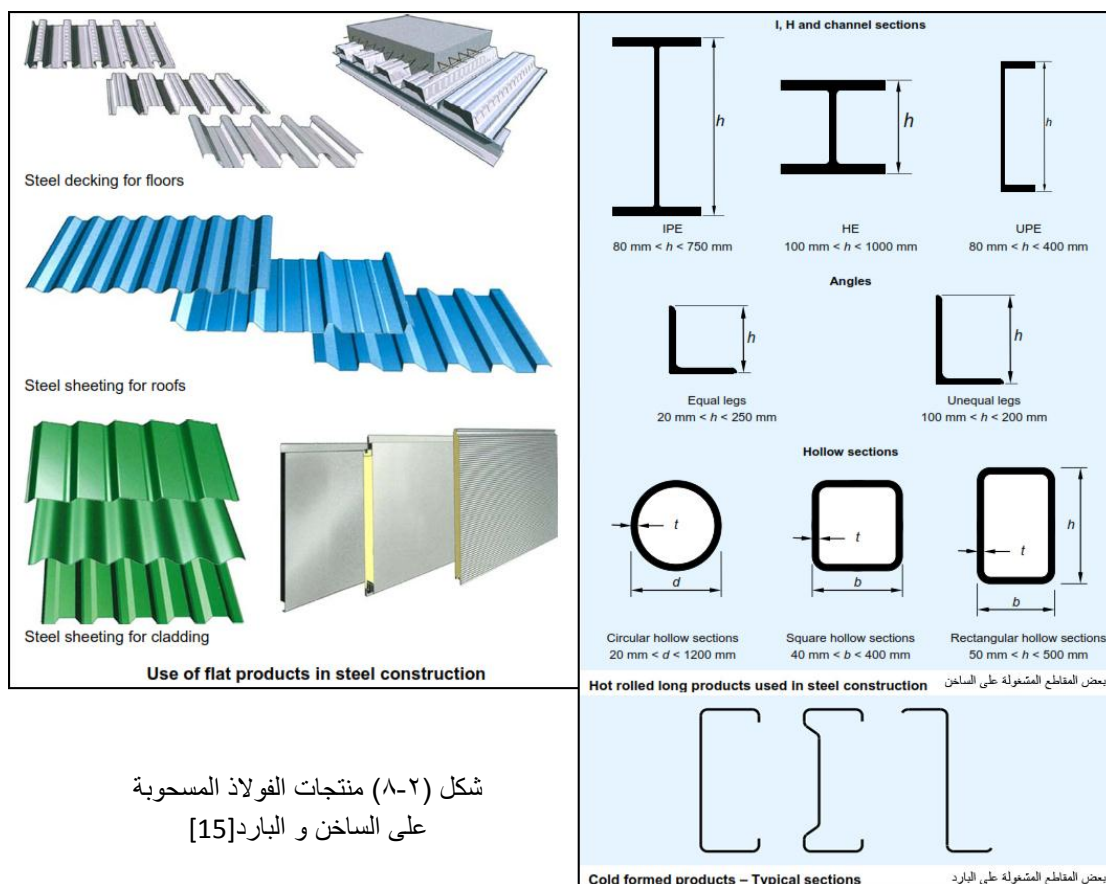 Steel decking for floors
Steel sheeting for roofs
Steel sheeting for cladding
Use of flat products in steel construction
I, H and channel sections
h
h
h
IPE
HE
UPE
80 mm < h < 750 mm
100 mm < h < 1000 mm
80 mm < h < 400 mm
Angles
h
h
Equal legs
Unequal legs
20 mm < h < 250 mm
100 mm < h < 200 mm
Hollow sections
t
t
t
h
d
b
b
Circular hollow sections
Square hollow sections
Rectangular hollow sections
20 mm < d < 1200 mm
40 mm < b < 400 mm
50 mm < h < 500 mm
Hot rolled long products used in steel construction
بعض المقاطع المشغولة على الساخن
Cold formed products – Typical sections
بعض المقاطع المشغولة على البارد
شكل (٢-٨) منتجات الفولاذ المسحوبة
على الساخن و البارد[15]